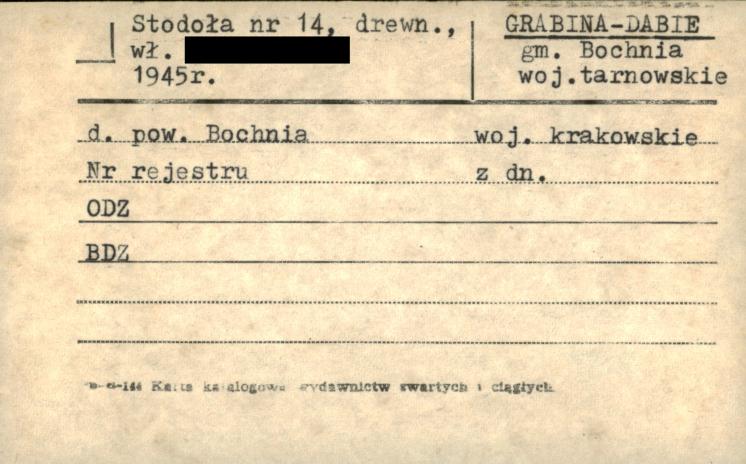 Stodoła nr 14, drewn.,
wł.
1945r.
GRABINA-DABIE
gm. Bochnia
woj.tarnowskie
d. pow. Bochnia woj. krakowskie
Nr rejestru z dn.
ODZ
BDZ
Karta katalogowa wydawnictw zwartych i ciągłych